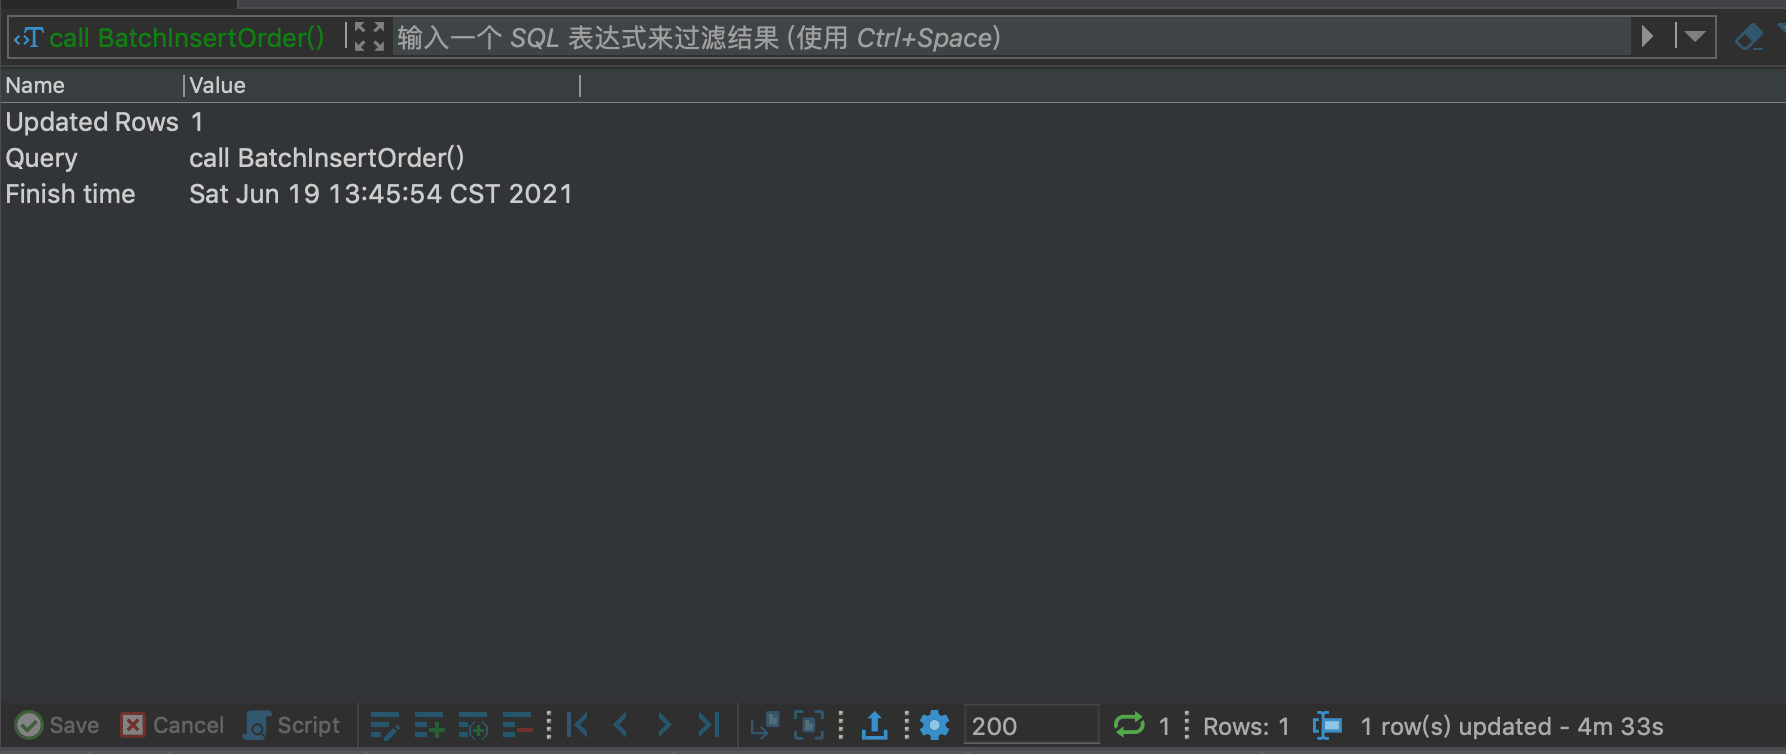 call BatchInsertOrder() 输入一个 SQL 表达式来过滤结果 (使用 Ctrl+Space)
Name Value
Updated Rows 1
Query call BatchInsertOrder()
Finish time Sat Jun 19 13:45:54 CST 2021
Save Cancel Script 200 1 Rows: 1 1 row(s) updated - 4m 33s